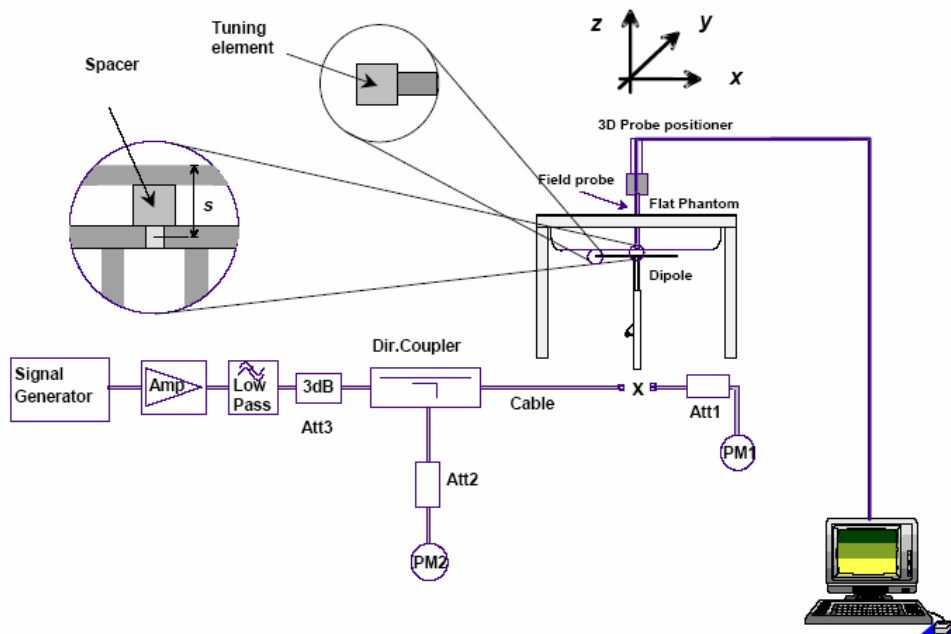 Tuning
element
Spacer
s
z
y
x
3D Probe positioner
Field probe
Flat Phantom
Dipole
Dir.Coupler
Signal
Generator
Amp
Low
Pass
3dB
Att3
Cable
X
Att1
PM1
Att2
PM2